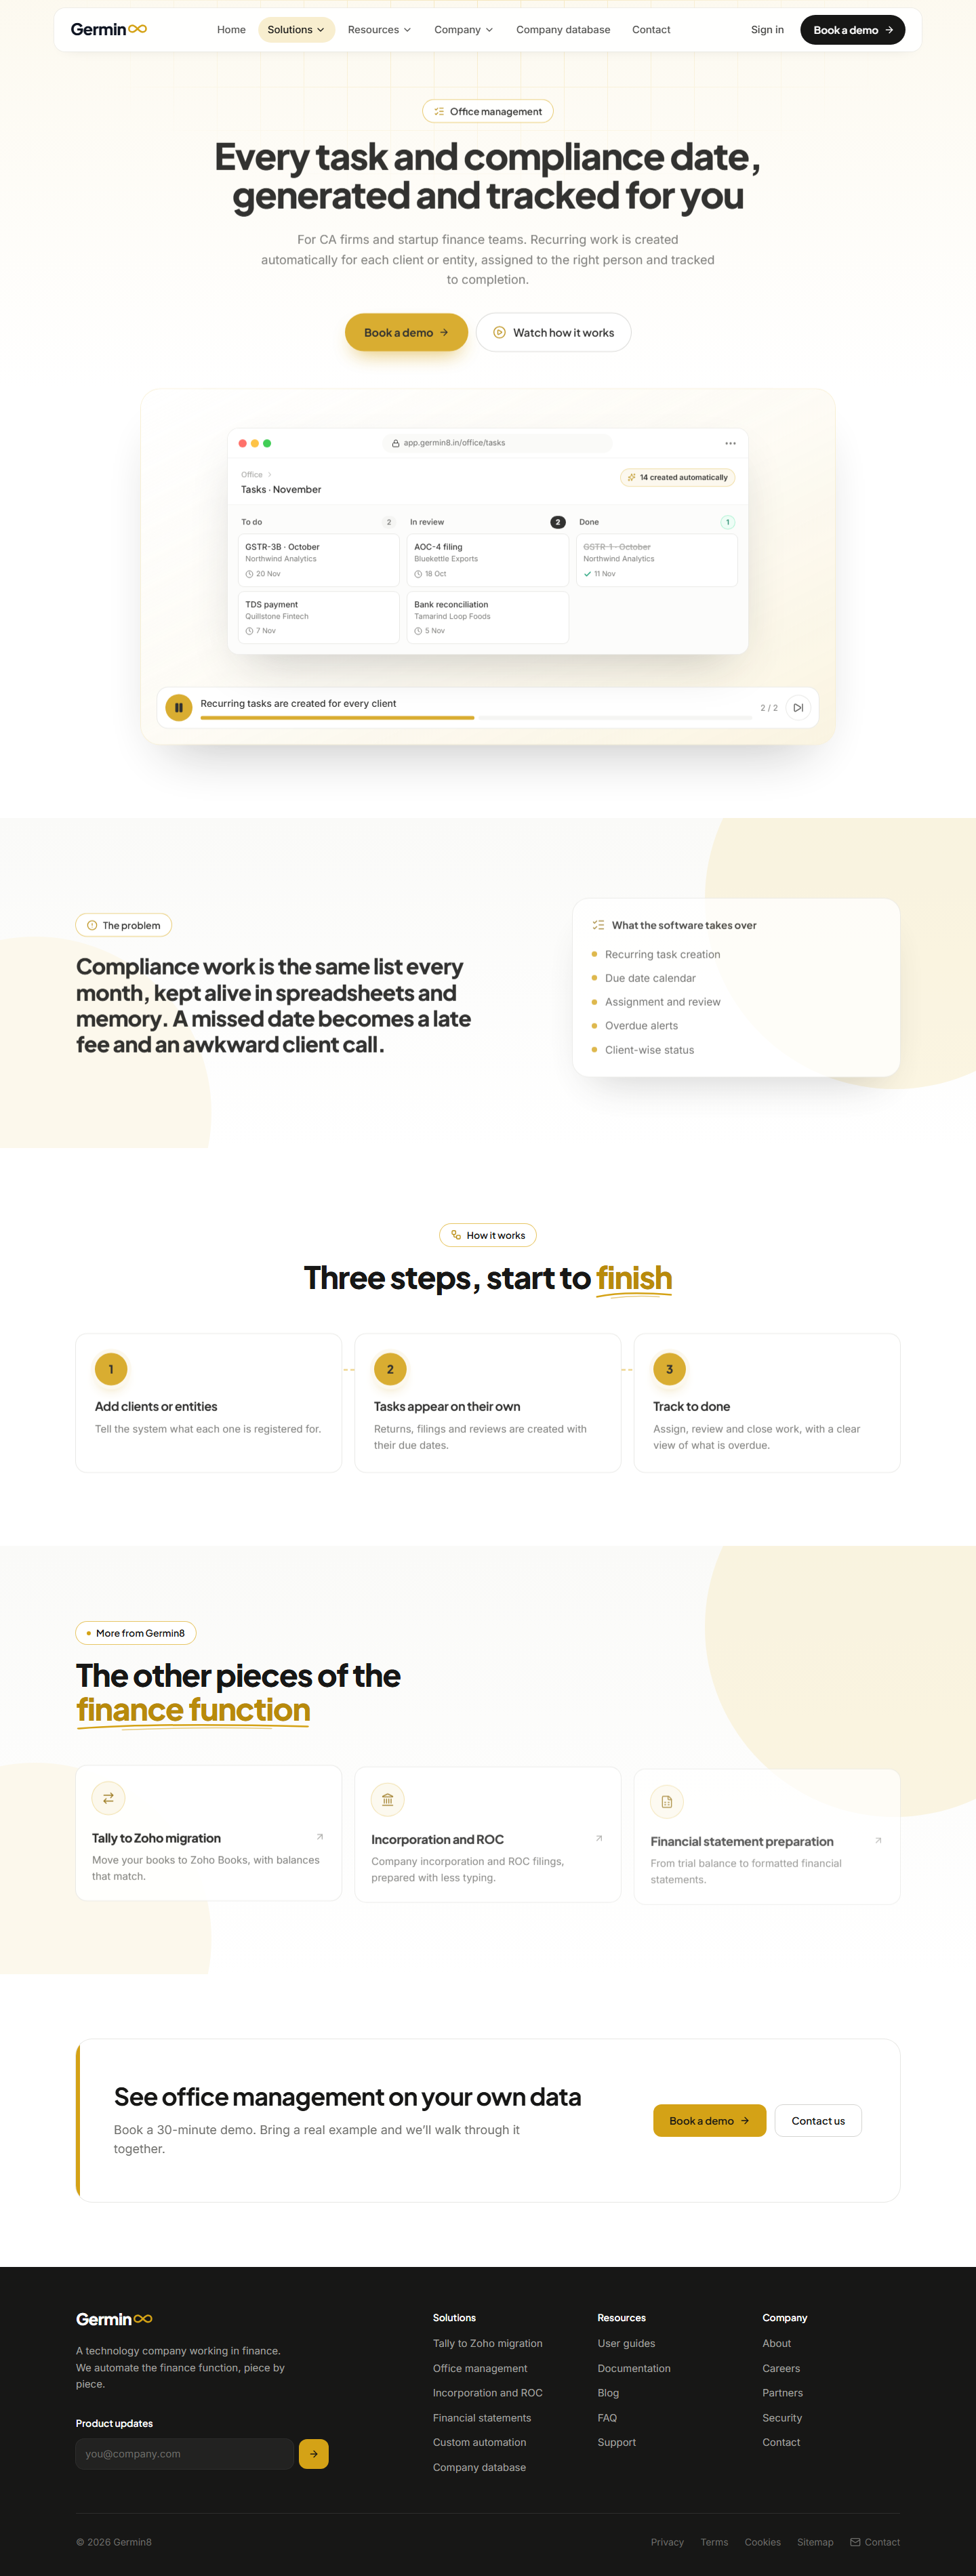 Germin
Home
Solutions
Resources
Company
Company database
Contact
Sign in
Book a demo
Office management
Every task and compliance date,
generated and tracked for you
For CA firms and startup finance teams. Recurring work is created
automatically for each client or entity, assigned to the right person and tracked
to completion.
Book a demo
Watch how it works
app.germin8.in/office/tasks
Office
Tasks · November
14 created automatically
To do
2
In review
2
Done
1
GSTR-3B · October
Northwind Analytics
20 Nov
AOC-4 filing
Bluekettle Exports
18 Oct
GSTR-1 · October
Northwind Analytics
11 Nov
TDS payment
Quillstone Fintech
7 Nov
Bank reconciliation
Tamarind Loop Foods
5 Nov
Recurring tasks are created for every client
2 / 2
The problem
Compliance work is the same list every
month, kept alive in spreadsheets and
memory. A missed date becomes a late
fee and an awkward client call.
What the software takes over
Recurring task creation
Due date calendar
Assignment and review
Overdue alerts
Client-wise status
How it works
Three steps, start to finish
1
Add clients or entities
Tell the system what each one is registered for.
2
Tasks appear on their own
Returns, filings and reviews are created with
their due dates.
3
Track to done
Assign, review and close work, with a clear
view of what is overdue.
More from Germin8
The other pieces of the
finance function
Tally to Zoho migration
Move your books to Zoho Books, with balances
that match.
Incorporation and ROC
Company incorporation and ROC filings,
prepared with less typing.
Financial statement preparation
From trial balance to formatted financial
statements.
See office management on your own data
Book a 30-minute demo. Bring a real example and we'll walk through it
together.
Book a demo
Contact us
Germin
A technology company working in finance.
We automate the finance function, piece by
piece.
Product updates
you@company.com
Solutions
Tally to Zoho migration
Office management
Incorporation and ROC
Financial statements
Custom automation
Company database
Resources
User guides
Documentation
Blog
FAQ
Support
Company
About
Careers
Partners
Security
Contact
© 2026 Germin8
Privacy
Terms
Cookies
Sitemap
Contact